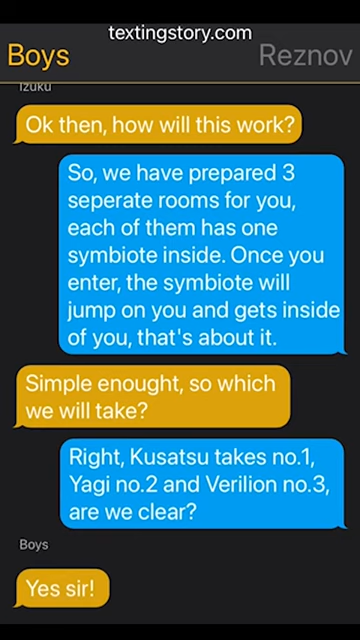 textingstory.com
Boys
Reznov
Izuku
Ok then, how will this work?
So, we have prepared 3
seperate rooms for you,
each of them has one
symbiote inside. Once you
enter, the symbiote will
jump on you and gets inside
of you, that's about it.
Simple enought, so which
we will take?
Right, Kusatsu takes no.1,
Yagi no.2 and Verilion no.3,
are we clear?
Boys
Yes sir!